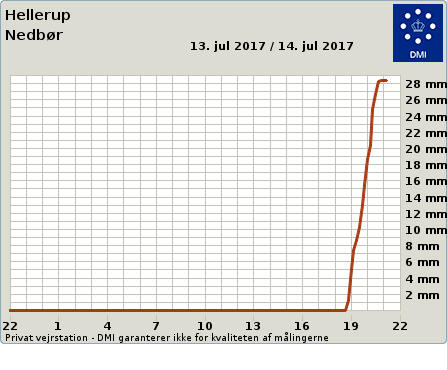 Hellerup
Nedbør
DMI
13. jul 2017 / 14. jul 2017
28 mm
26 mm
24 mm
22 mm
20 mm
18 mm
16 mm
14 mm
12 mm
10 mm
8 mm
6 mm
4 mm
2 mm
22 1 4 7 10 13 16 19 22
Privat vejrstation - DMI garanterer ikke for kvaliteten af målingerne